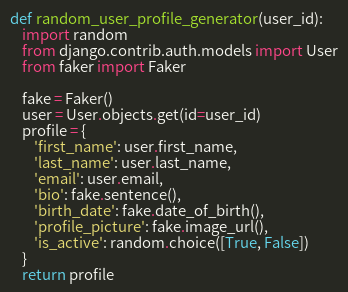 def random_user_profile_generator(user_id):
    import random
    from django.contrib.auth.models import User
    from faker import Faker

    fake = Faker()
    user = User.objects.get(id=user_id)
    profile = {
        'first_name': user.first_name,
        'last_name': user.last_name,
        'email': user.email,
        'bio': fake.sentence(),
        'birth_date': fake.date_of_birth(),
        'profile_picture': fake.image_url(),
        'is_active': random.choice([True, False])
    }
    return profile